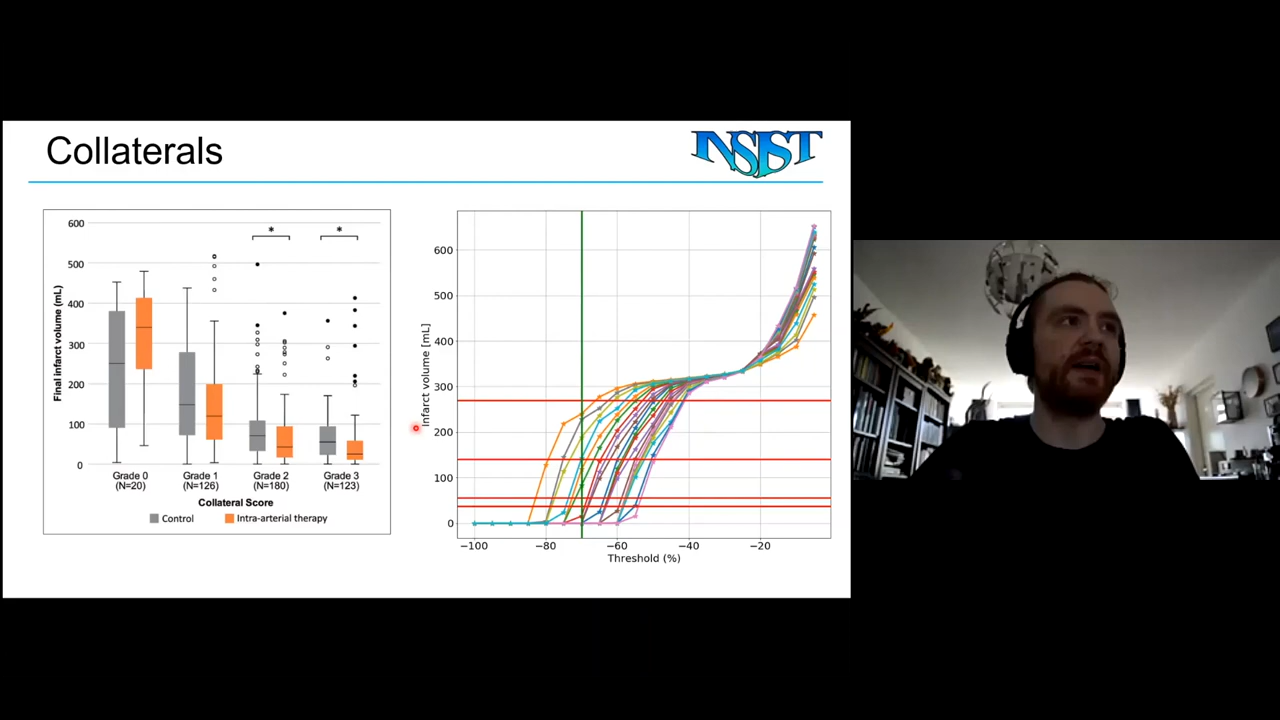 Collaterals
INSIST
Final infarct volume (mL)
600
500
400
300
200
100
0
*
*
Grade 0
(N=20)
Grade 1
(N=126)
Grade 2
(N=180)
Grade 3
(N=123)
Collateral Score
Control
Intra-arterial therapy
Infarct volume [mL]
600
500
400
300
200
100
0
−100
−80
−60
−40
−20
Threshold (%)